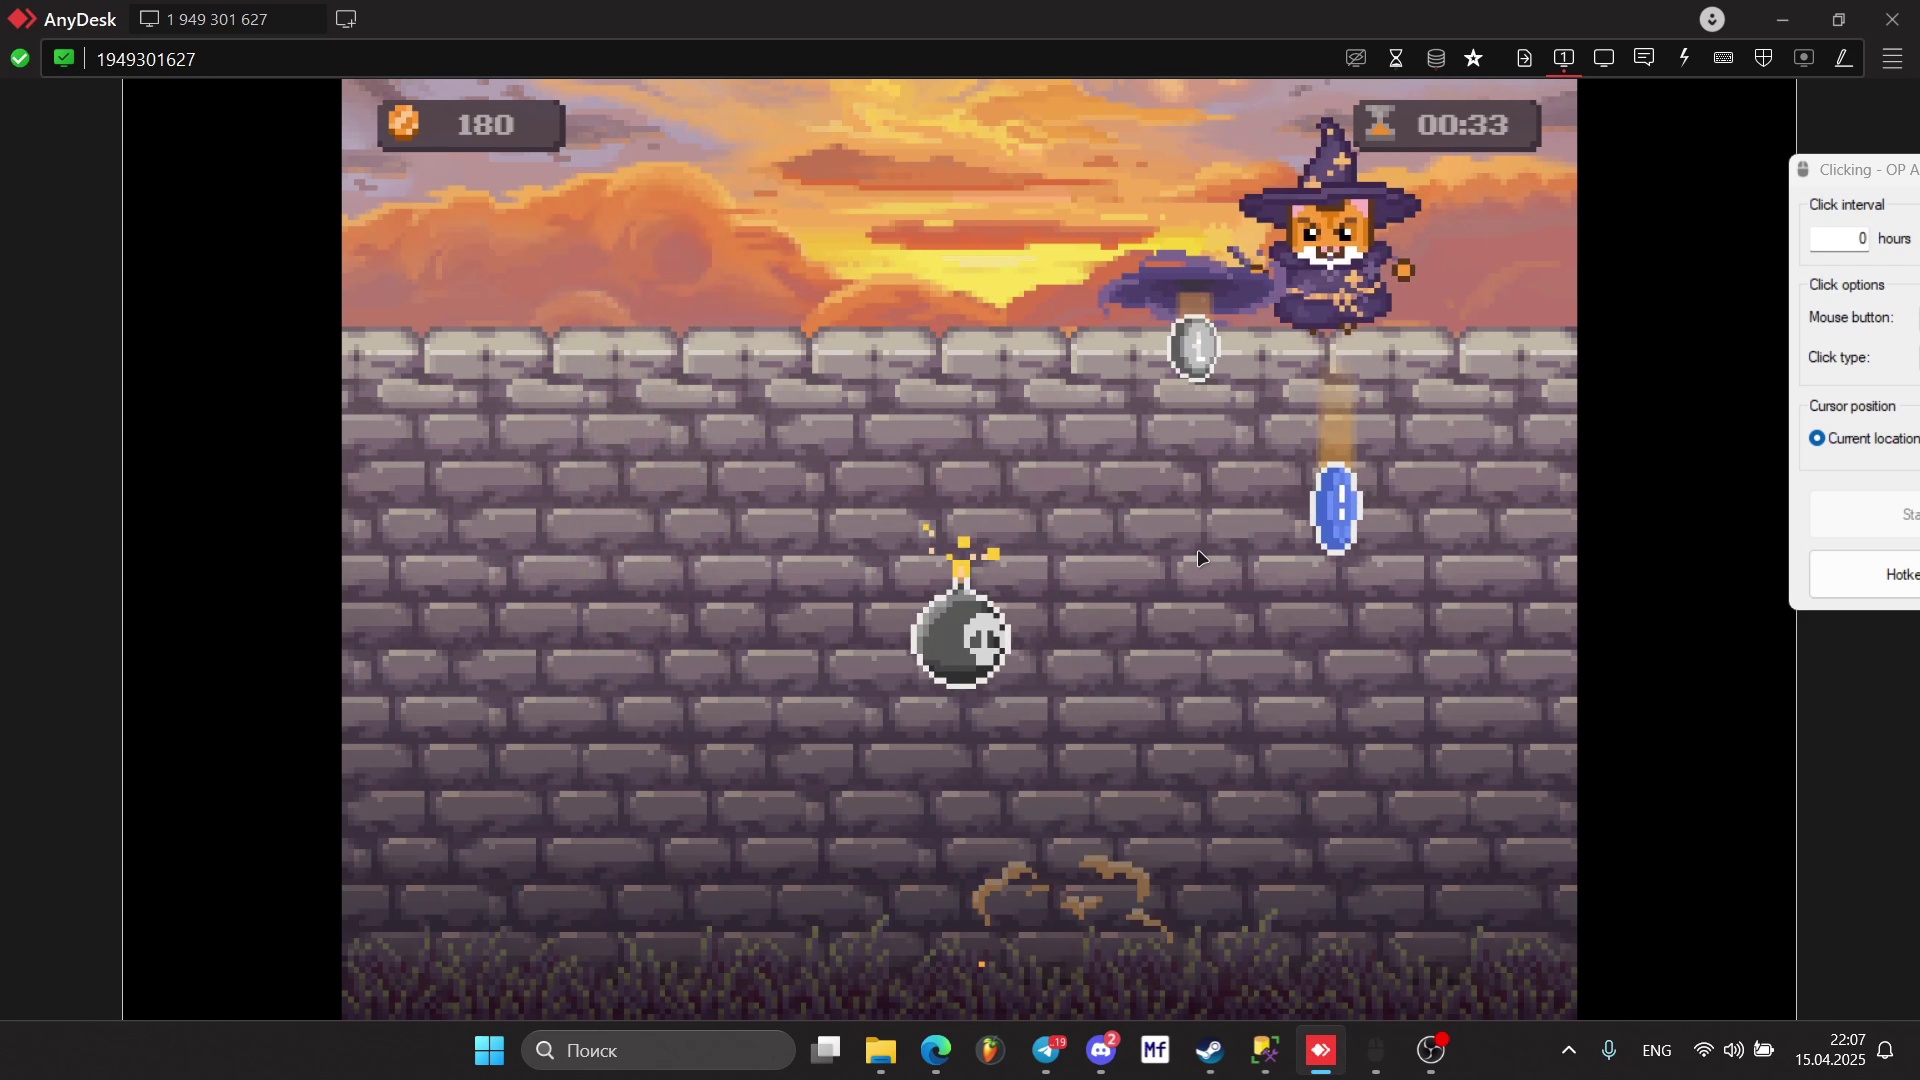 AnyDesk
1 949 301 627
1949301627
180
00:33
Clicking - OP A
Click interval
0 hours
Click options
Mouse button:
Click type:
Cursor position
Current location
Sta
Hotke
Поиск
..19
2
Mf
ENG
22:07
15.04.2025